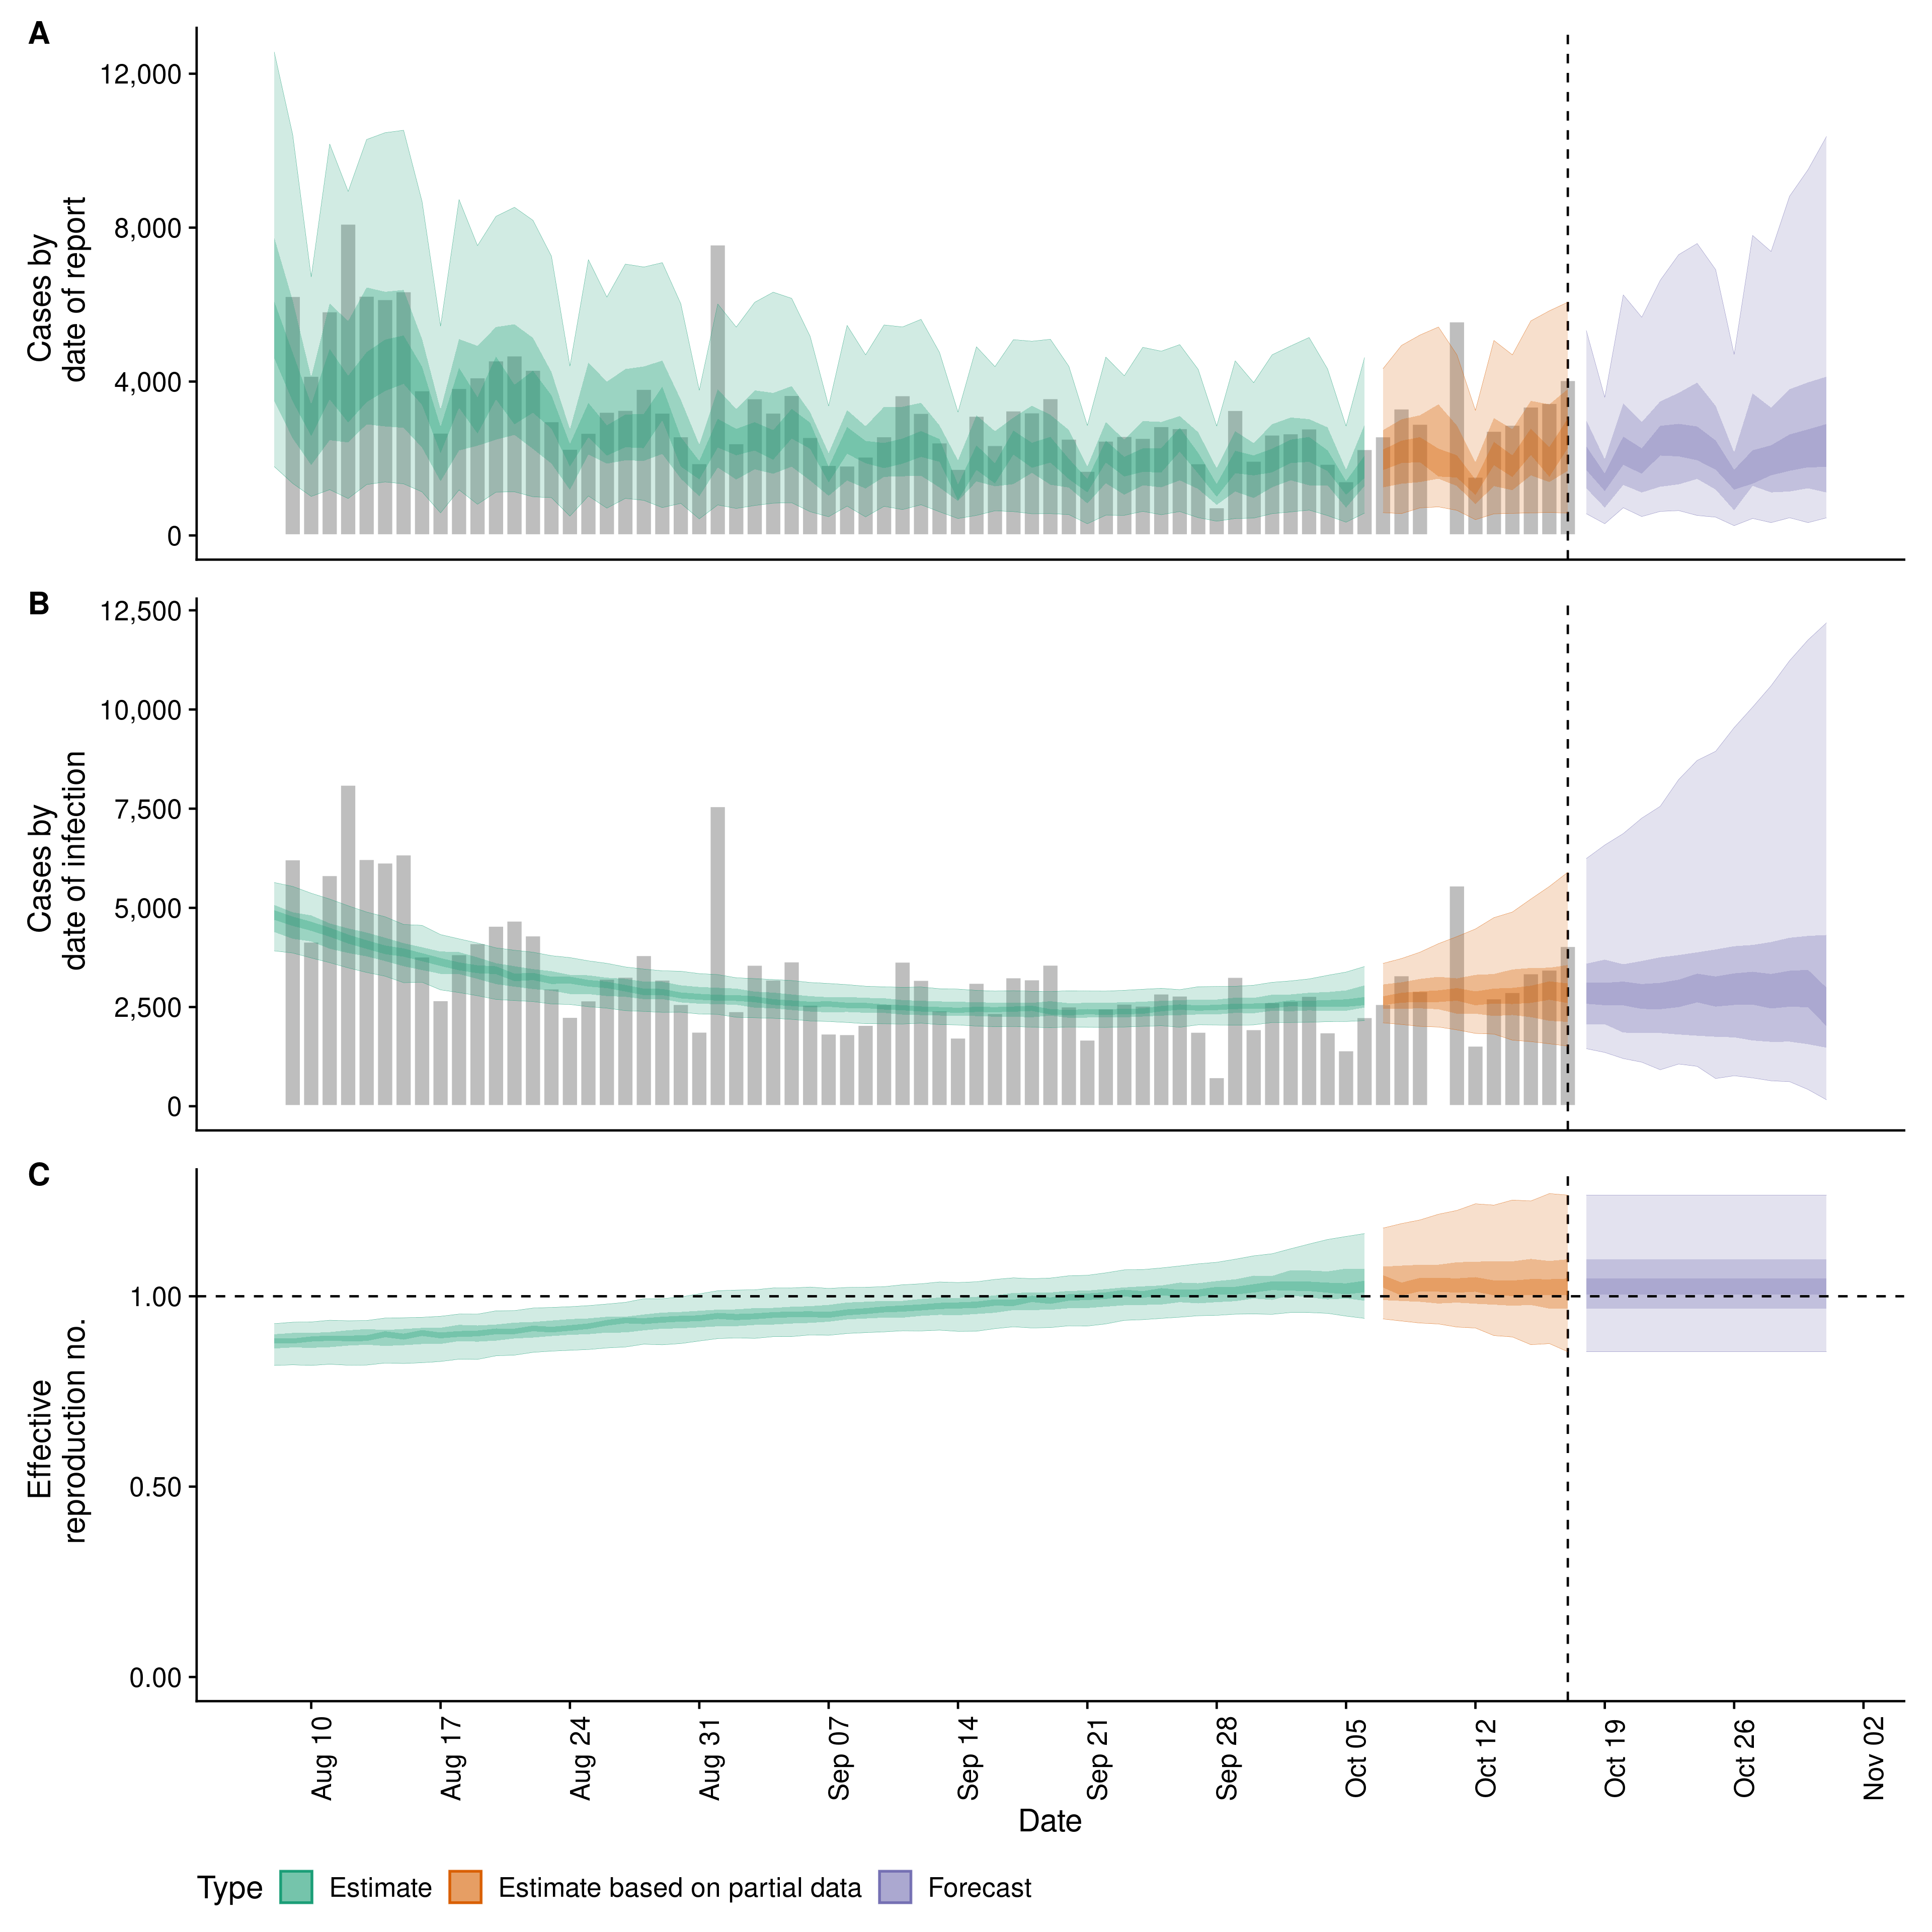 A
Cases by
date of report
12,000
8,000
4,000
0
B
Cases by
date of infection
12,500
10,000
7,500
5,000
2,500
0
C
Effective
reproduction no.
1.00
0.50
0.00
Aug 10
Aug 17
Aug 24
Aug 31
Sep 07
Sep 14
Sep 21
Sep 28
Oct 05
Oct 12
Oct 19
Oct 26
Nov 02
Date
Type Estimate Estimate based on partial data Forecast